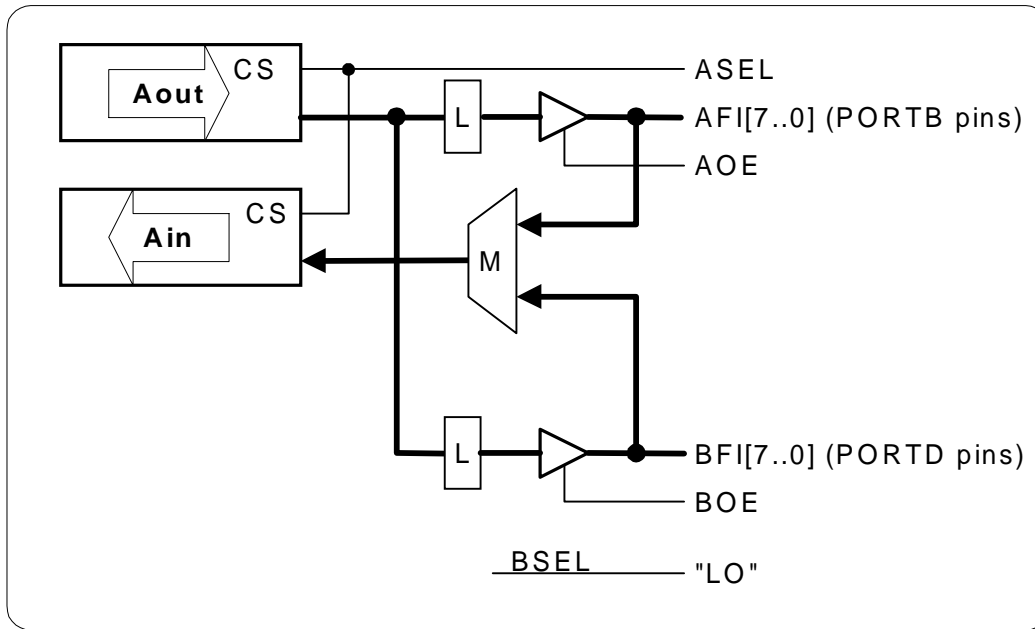 CS ASEL
Aout
L AFI[7..0] (PORTB pins)
AOE
CS
Ain
M
L BFI[7..0] (PORTD pins)
BOE
BSEL "LO"